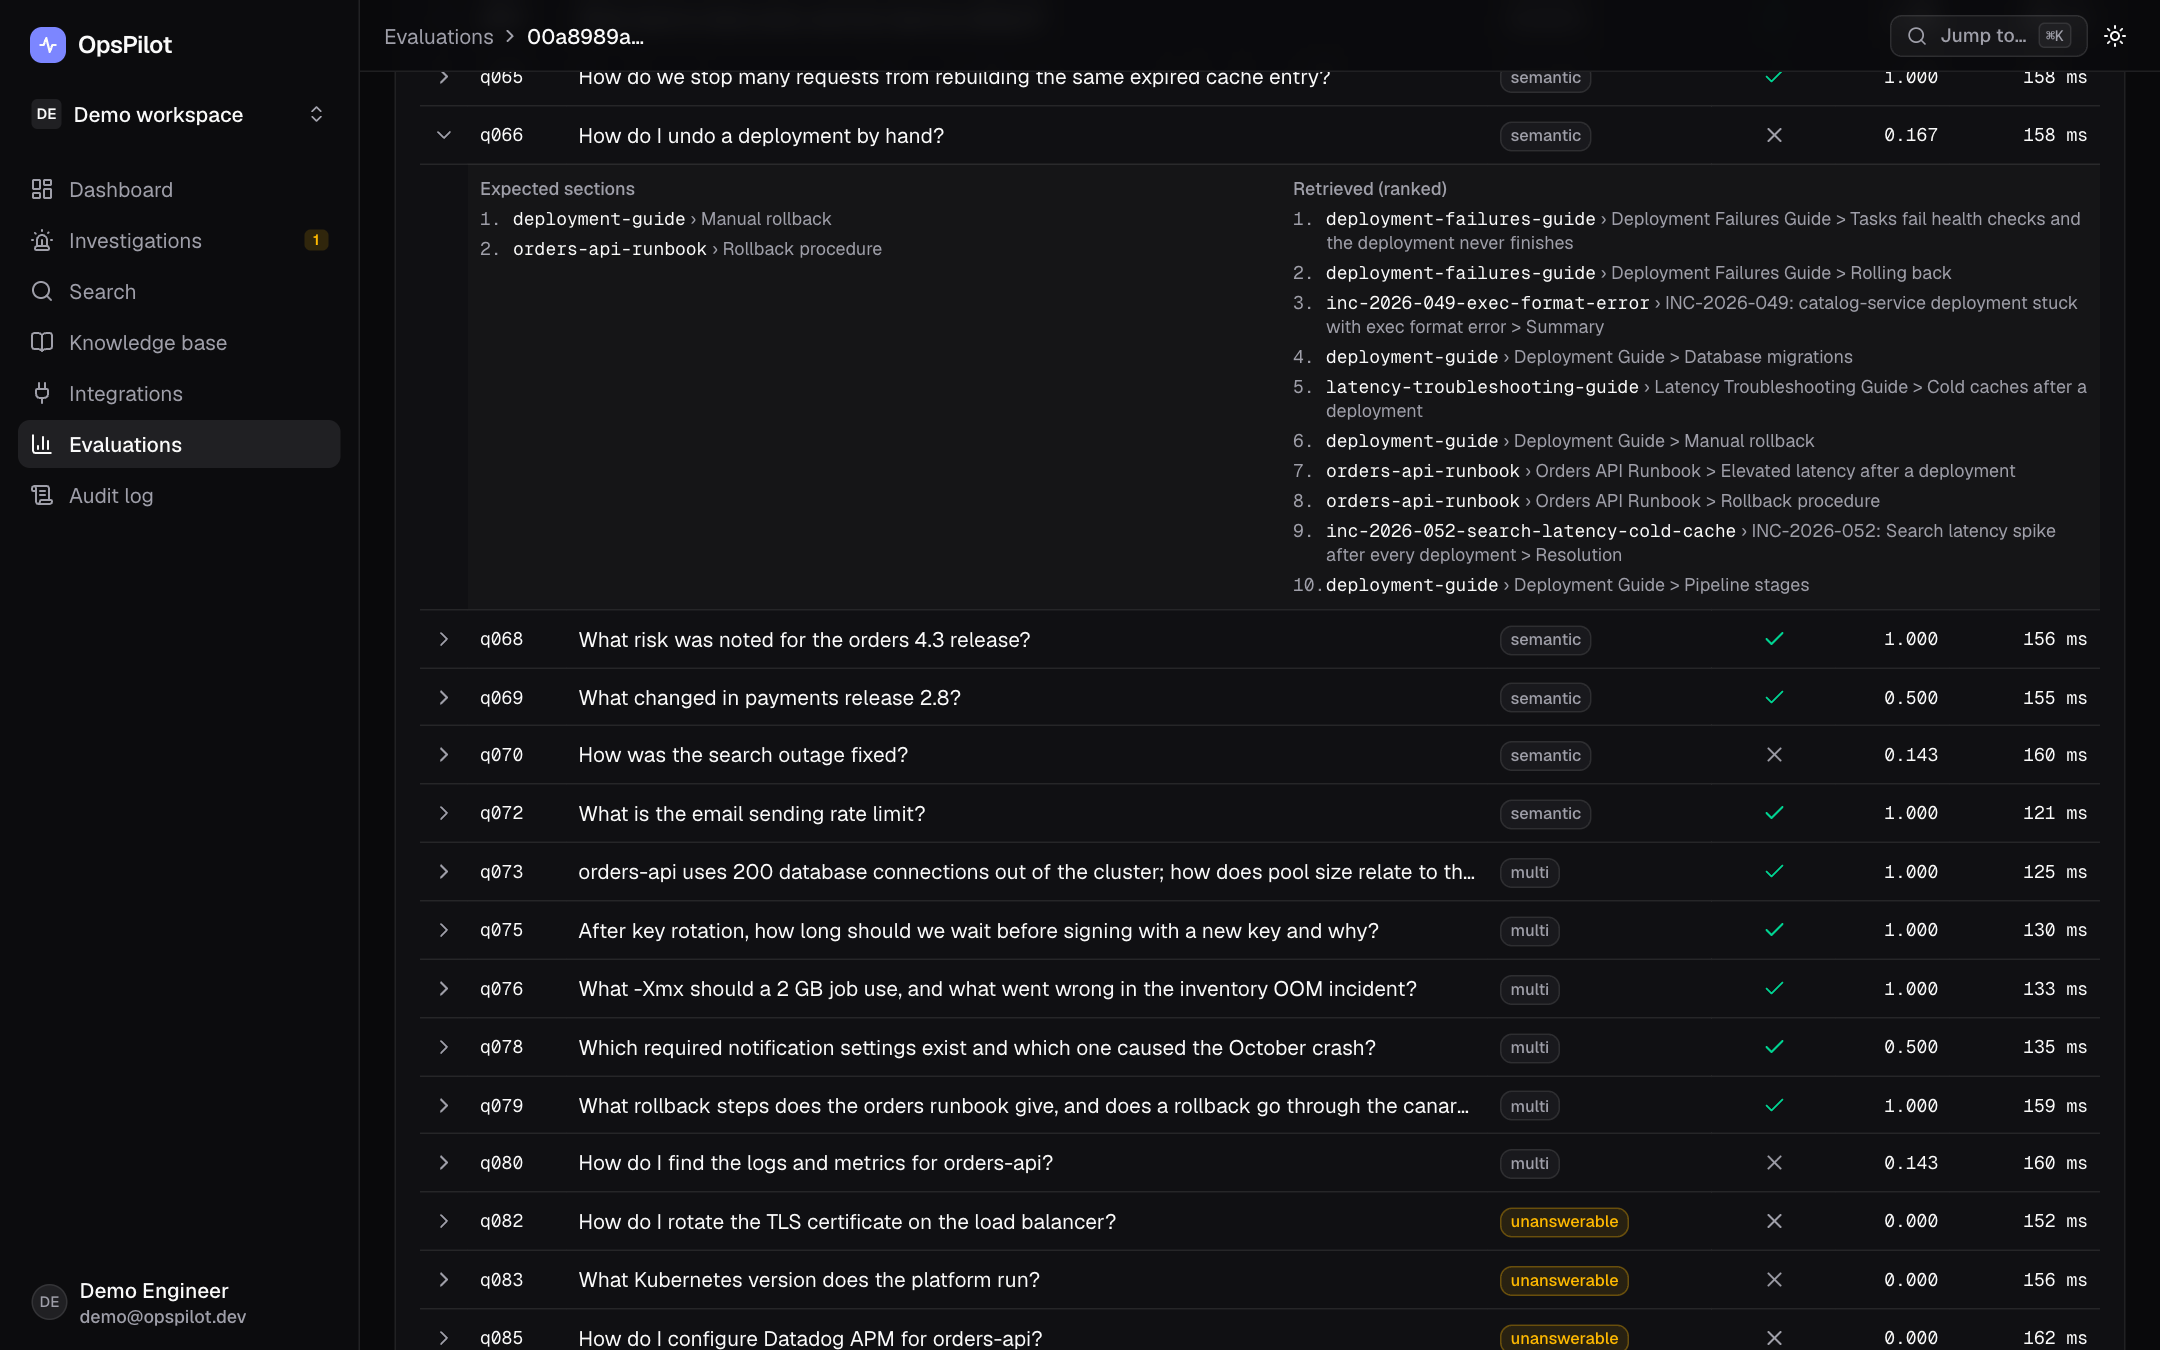 OpsPilot
DE Demo workspace
Dashboard
Investigations 1
Search
Knowledge base
Integrations
Evaluations
Audit log
DE Demo Engineer
demo@opspilot.dev
Evaluations › 00a8989a…
Jump to… ⌘K
q065 How do we stop many requests from rebuilding the same expired cache entry? semantic 1.000 158 ms
q066 How do I undo a deployment by hand? semantic 0.167 158 ms
Expected sections
1. deployment-guide › Manual rollback
2. orders-api-runbook › Rollback procedure
Retrieved (ranked)
1. deployment-failures-guide › Deployment Failures Guide > Tasks fail health checks and
the deployment never finishes
2. deployment-failures-guide › Deployment Failures Guide > Rolling back
3. inc-2026-049-exec-format-error › INC-2026-049: catalog-service deployment stuck
with exec format error > Summary
4. deployment-guide › Deployment Guide > Database migrations
5. latency-troubleshooting-guide › Latency Troubleshooting Guide > Cold caches after a
deployment
6. deployment-guide › Deployment Guide > Manual rollback
7. orders-api-runbook › Orders API Runbook > Elevated latency after a deployment
8. orders-api-runbook › Orders API Runbook > Rollback procedure
9. inc-2026-052-search-latency-cold-cache › INC-2026-052: Search latency spike
after every deployment > Resolution
10. deployment-guide › Deployment Guide > Pipeline stages
q068 What risk was noted for the orders 4.3 release? semantic 1.000 156 ms
q069 What changed in payments release 2.8? semantic 0.500 155 ms
q070 How was the search outage fixed? semantic 0.143 160 ms
q072 What is the email sending rate limit? semantic 1.000 121 ms
q073 orders-api uses 200 database connections out of the cluster; how does pool size relate to th… multi 1.000 125 ms
q075 After key rotation, how long should we wait before signing with a new key and why? multi 1.000 130 ms
q076 What -Xmx should a 2 GB job use, and what went wrong in the inventory OOM incident? multi 1.000 133 ms
q078 Which required notification settings exist and which one caused the October crash? multi 0.500 135 ms
q079 What rollback steps does the orders runbook give, and does a rollback go through the canar… multi 1.000 159 ms
q080 How do I find the logs and metrics for orders-api? multi 0.143 160 ms
q082 How do I rotate the TLS certificate on the load balancer? unanswerable 0.000 152 ms
q083 What Kubernetes version does the platform run? unanswerable 0.000 156 ms
q085 How do I configure Datadog APM for orders-api? unanswerable 0.000 162 ms